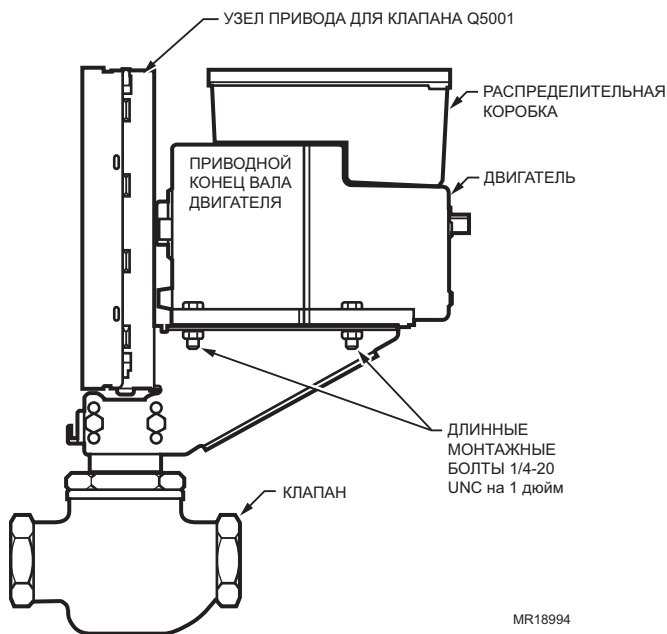 УЗЕЛ ПРИВОДА ДЛЯ КЛАПАНА Q5001
РАСПРЕДЕЛИТЕЛЬНАЯ
КОРОБКА
ПРИВОДНОЙ
КОНЕЦ ВАЛА
ДВИГАТЕЛЯ
ДВИГАТЕЛЬ
ДЛИННЫЕ
МОНТАЖНЫЕ
БОЛТЫ 1/4-20
UNC на 1 дюйм
КЛАПАН
MR18994